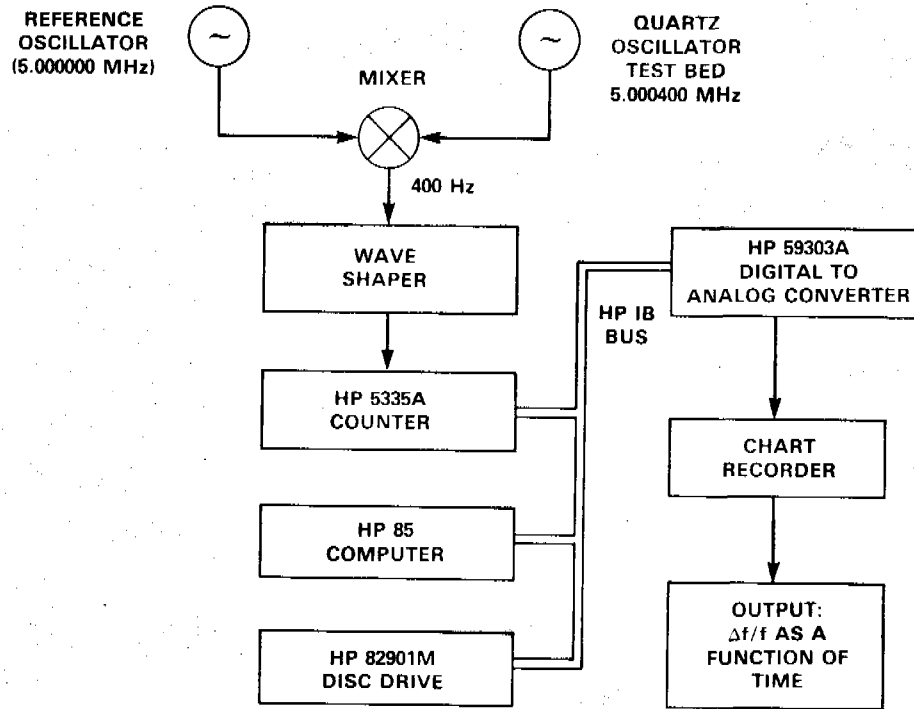 REFERENCE
OSCILLATOR
(5.000000 MHz)
~
~
QUARTZ
OSCILLATOR
TEST BED
5.000400 MHz
MIXER
400 Hz
WAVE
SHAPER
HP 59303A
DIGITAL TO
ANALOG CONVERTER
HP IB
BUS
HP 5335A
COUNTER
CHART
RECORDER
HP 85
COMPUTER
OUTPUT:
Δf/f AS A
FUNCTION OF
TIME
HP 82901M
DISC DRIVE